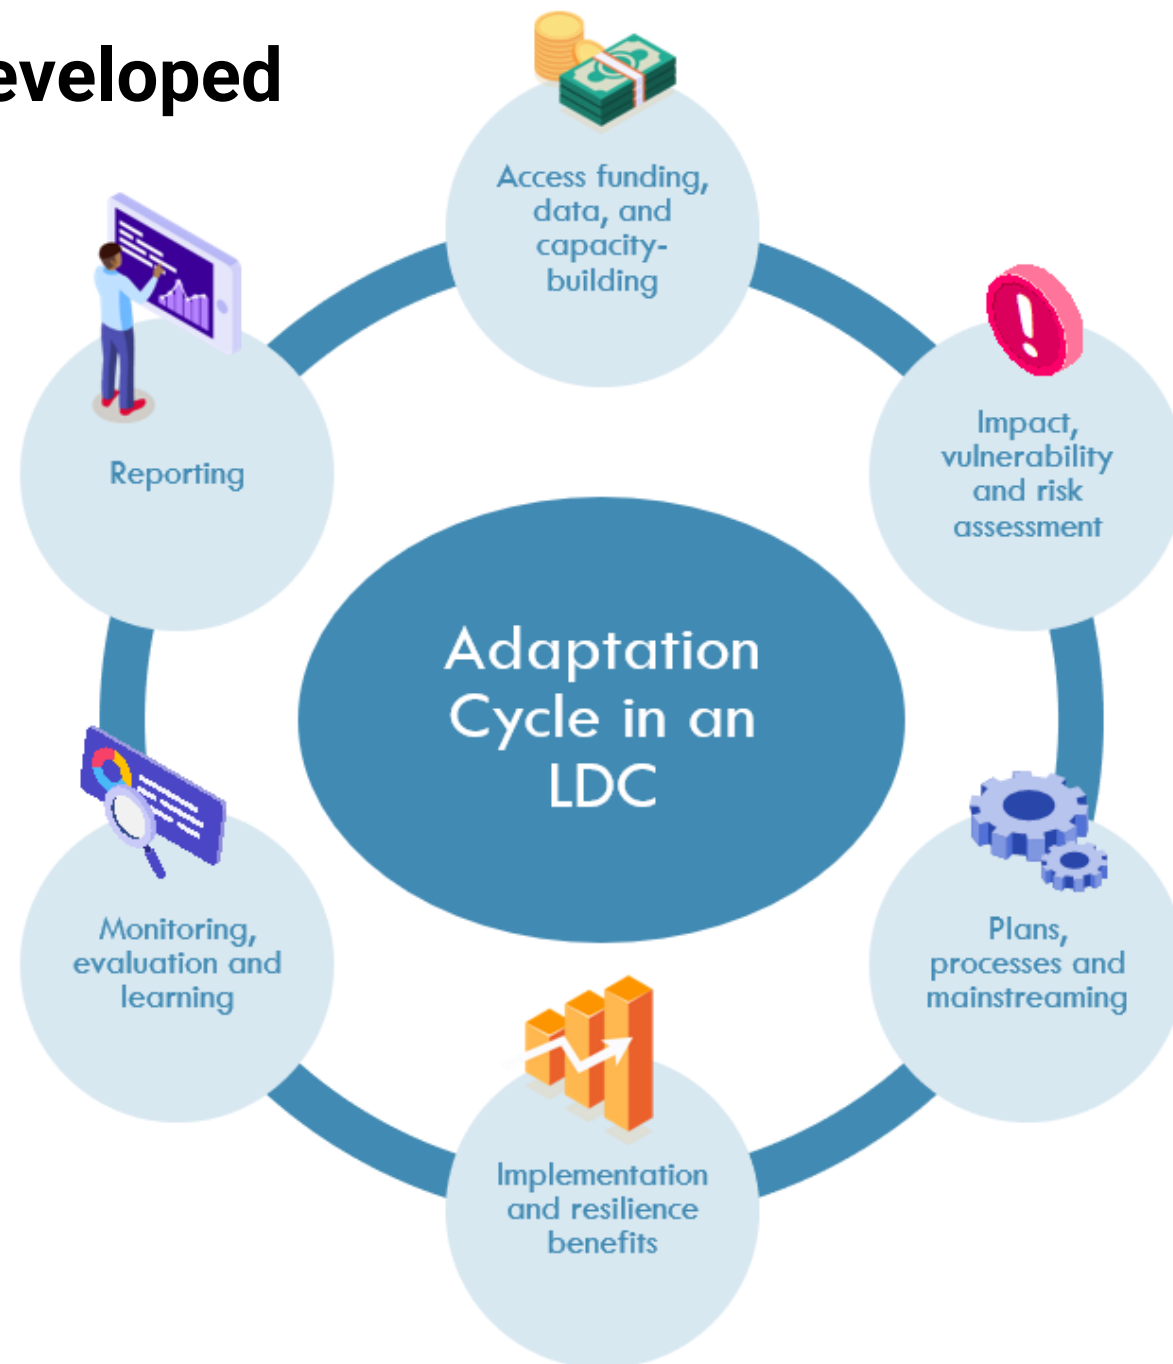 eveloped
Access funding,
data, and
capacity-
building
Impact,
vulnerability
and risk
assessment
Plans,
processes and
mainstreaming
Implementation
and resilience
benefits
Monitoring,
evaluation and
learning
Reporting
Adaptation
Cycle in an
LDC